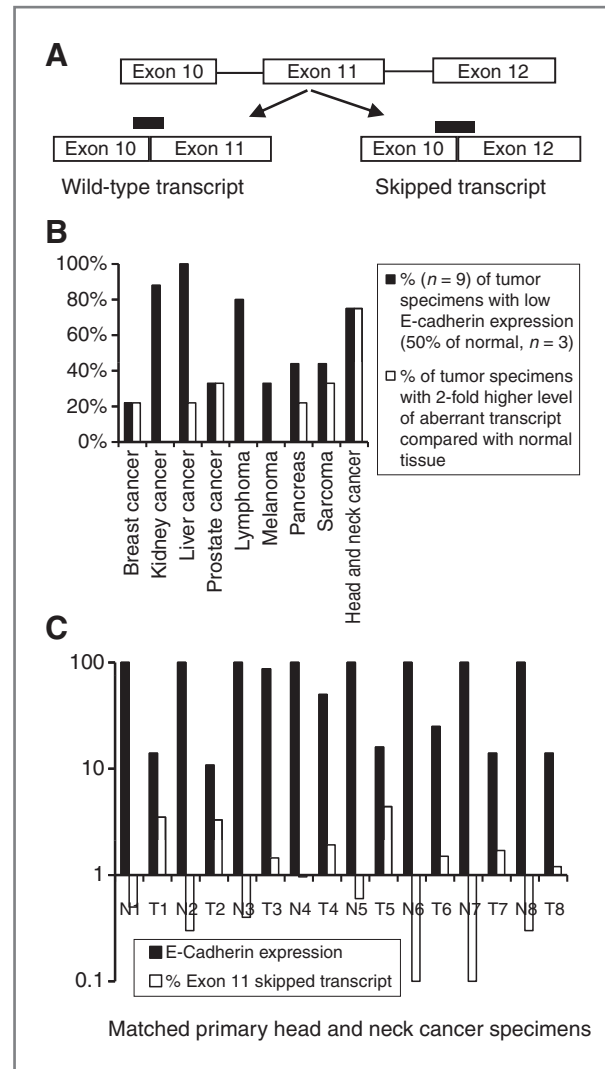 A
Exon 10
Exon 11
Exon 12
Exon 10
Exon 11
Exon 10
Exon 12
Wild-type transcript
Skipped transcript
B
100%
80%
60%
40%
20%
0%
Breast cancer
Kidney cancer
Liver cancer
Prostate cancer
Lymphoma
Melanoma
Pancreas
Sarcoma
Head and neck cancer
% (n = 9) of tumor
specimens with low
E-cadherin expression
(50% of normal, n = 3)
% of tumor specimens
with 2-fold higher level
of aberrant transcript
compared with normal
tissue
C
100
10
1
0.1
N1 T1 N2 T2 N3 T3 N4 T4 N5 T5 N6 T6 N7 T7 N8 T8
E-Cadherin expression
% Exon 11 skipped transcript
Matched primary head and neck cancer specimens